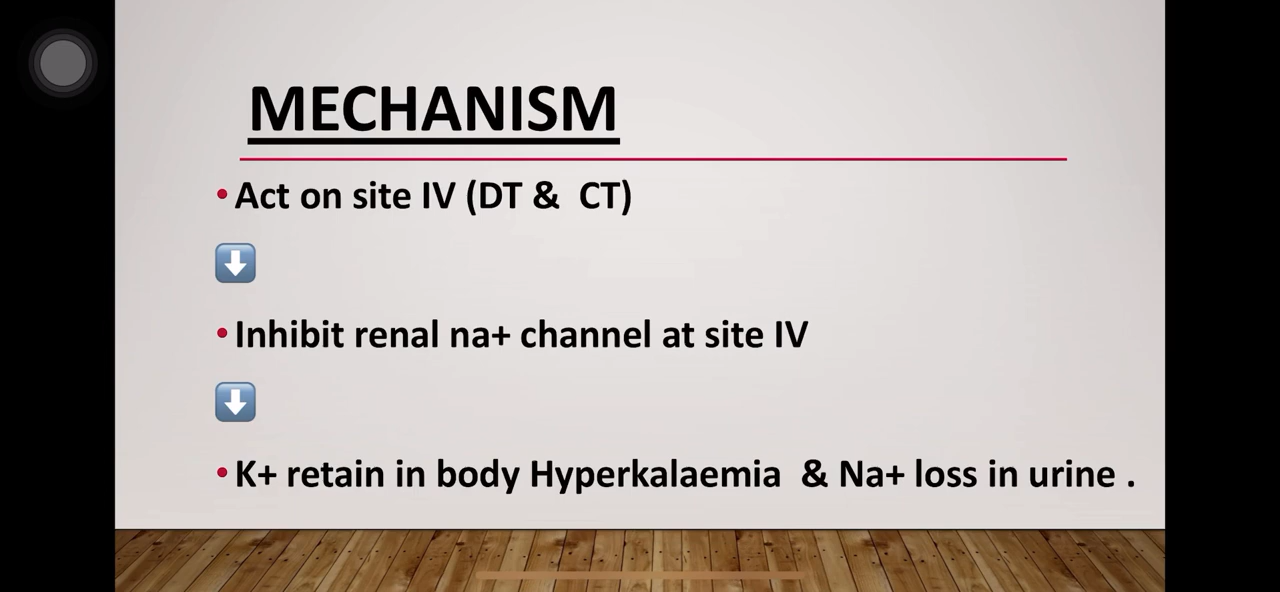 MECHANISM
•Act on site IV (DT & CT)
⬇️
•Inhibit renal na+ channel at site IV
⬇️
•K+ retain in body Hyperkalaemia & Na+ loss in urine .